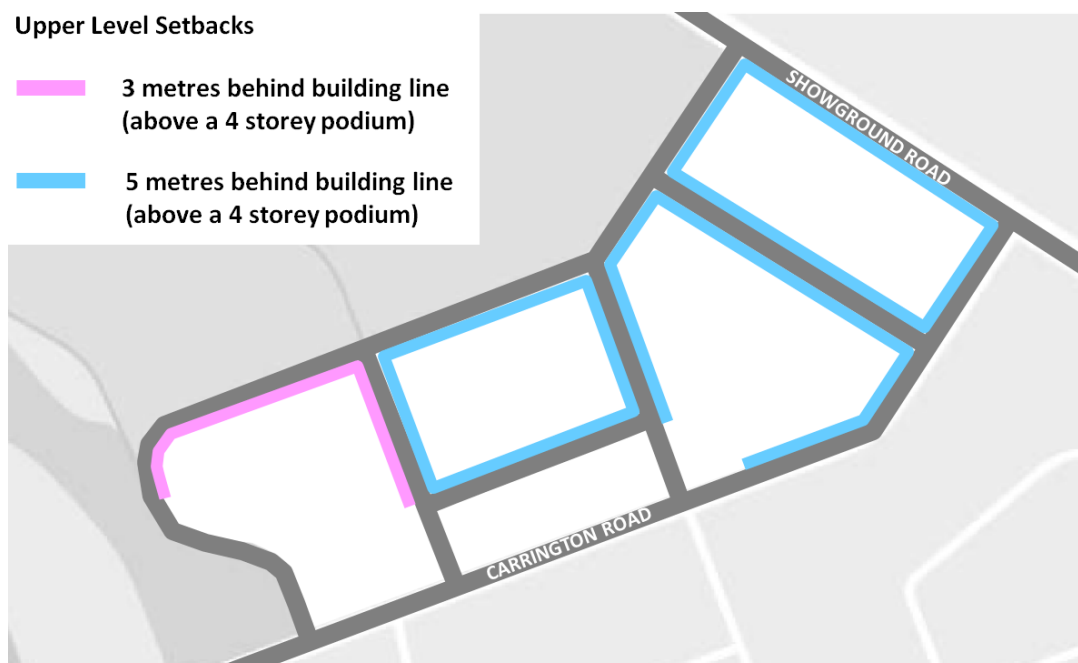 Upper Level Setbacks
3 metres behind building line
(above a 4 storey podium)
5 metres behind building line
(above a 4 storey podium)
SHOWGROUND ROAD
CARRINGTON ROAD